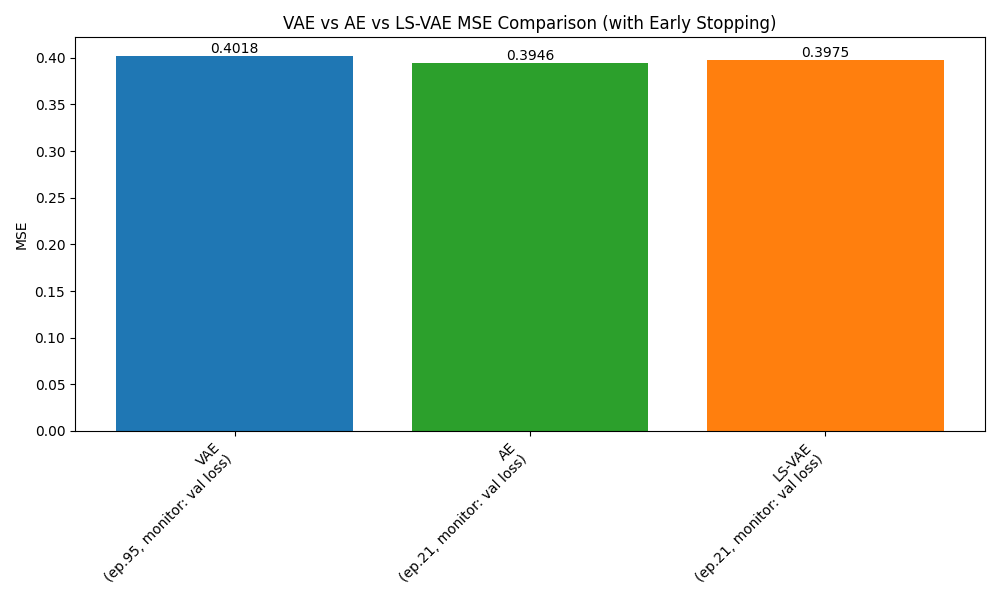 VAE vs AE vs LS-VAE MSE Comparison (with Early Stopping)
0.4018
0.3946
0.3975
MSE
0.40
0.35
0.30
0.25
0.20
0.15
0.10
0.05
0.00
VAE
(ep.95, monitor: val loss)
AE
(ep.21, monitor: val loss)
LS-VAE
(ep.21, monitor: val loss)